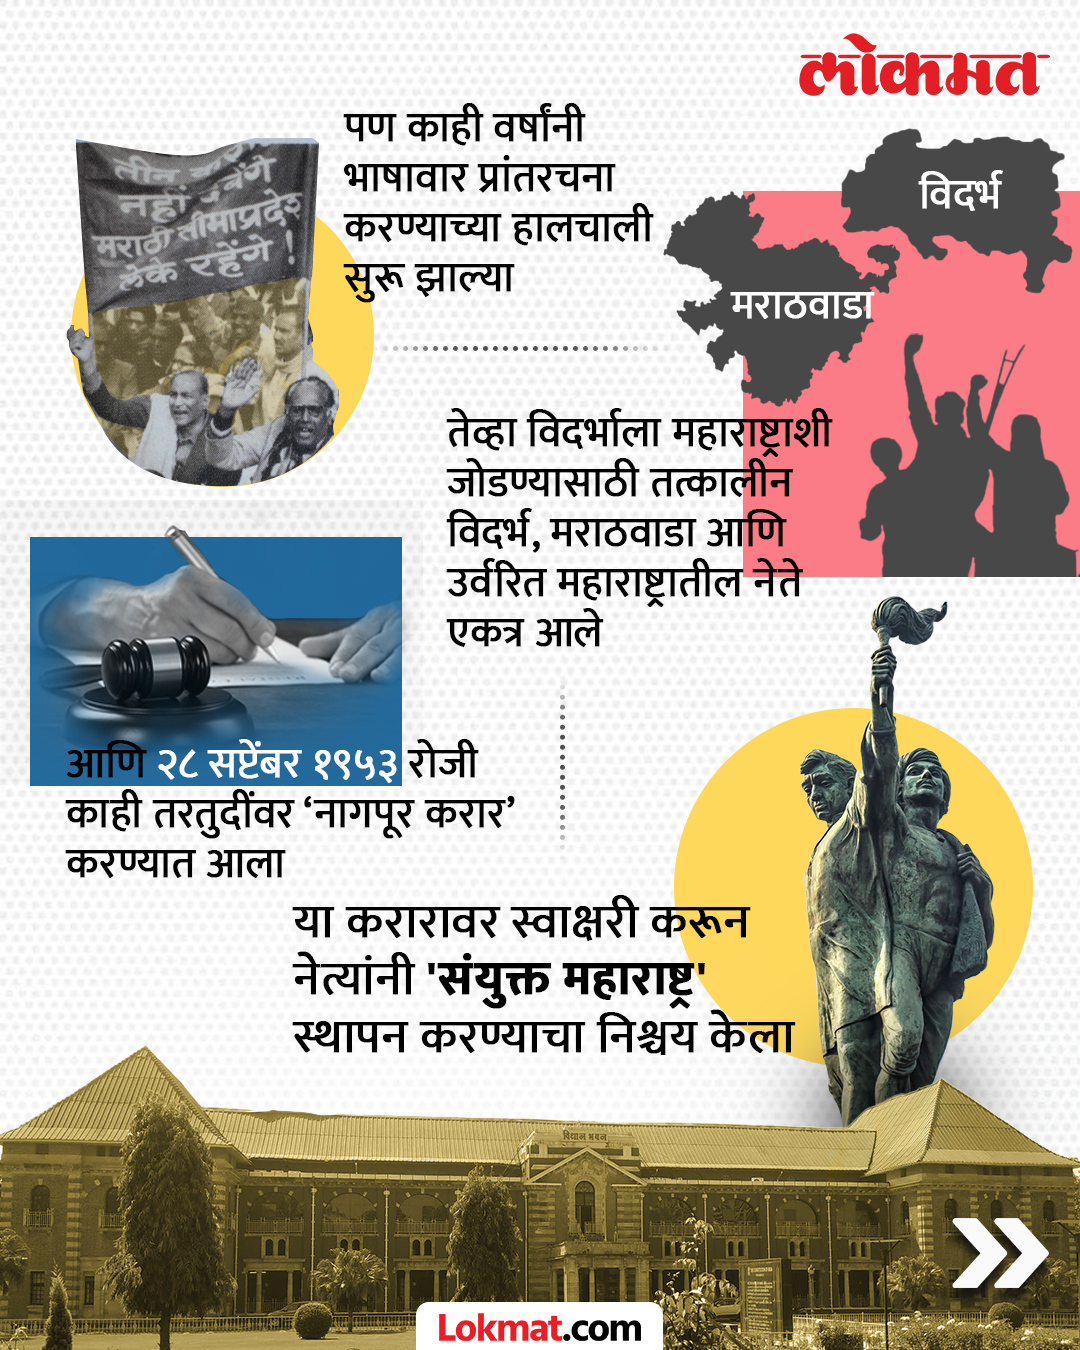 लोकमत
पण काही वर्षांनी
भाषावार प्रांतरचना
करण्याच्या हालचाली
सुरू झाल्या
तीन
नहीं
मराठी सीमाप्रदेश
लेके रहेंगे !
विदर्भ
मराठवाडा
तेव्हा विदर्भाला महाराष्ट्राशी
जोडण्यासाठी तत्कालीन
विदर्भ, मराठवाडा आणि
उर्वरित महाराष्ट्रातील नेते
एकत्र आले
आणि २८ सप्टेंबर १९५३ रोजी
काही तरतुदींवर ‘नागपूर करार’
करण्यात आला
या करारावर स्वाक्षरी करून
नेत्यांनी 'संयुक्त महाराष्ट्र'
स्थापन करण्याचा निश्चय केला
विधान भवन
Lokmat.com